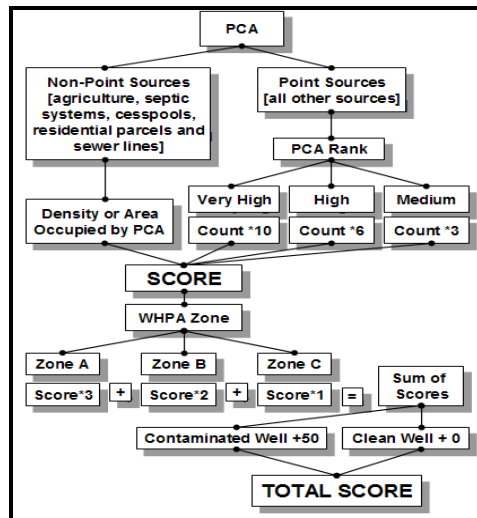 PCA
Non-Point Sources
[agriculture, septic
systems, cesspools,
residential parcels and
sewer lines]
Point Sources
[all other sources]
PCA Rank
Very High
High
Medium
Density or Area
Occupied by PCA
Count *10
Count *6
Count *3
SCORE
WHPA Zone
Zone A
Zone B
Zone C
Sum of
Scores
Score*3
+
Score*2
+
Score*1
=
Contaminated Well +50
Clean Well + 0
TOTAL SCORE